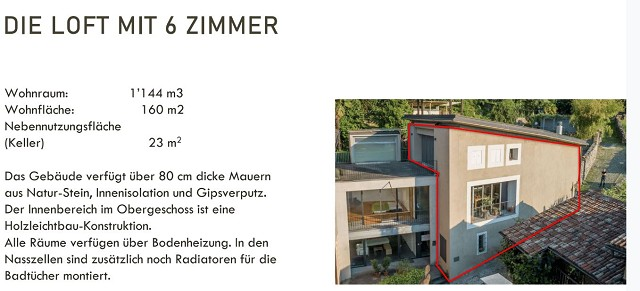 DIE LOFT MIT 6 ZIMMER
Wohnraum: 1'144 m3
Wohnfläche: 160 m2
Nebennutzungsfläche
(Keller) 23 m²
Das Gebäude verfügt über 80 cm dicke Mauern
aus Natur-Stein, Innenisolation und Gipsverputz.
Der Innenbereich im Obergeschoss ist eine
Holzleichtbau-Konstruktion.
Alle Räume verfügen über Bodenheizung. In den
Nasszellen sind zusätzlich noch Radiatoren für die
Badtücher montiert.